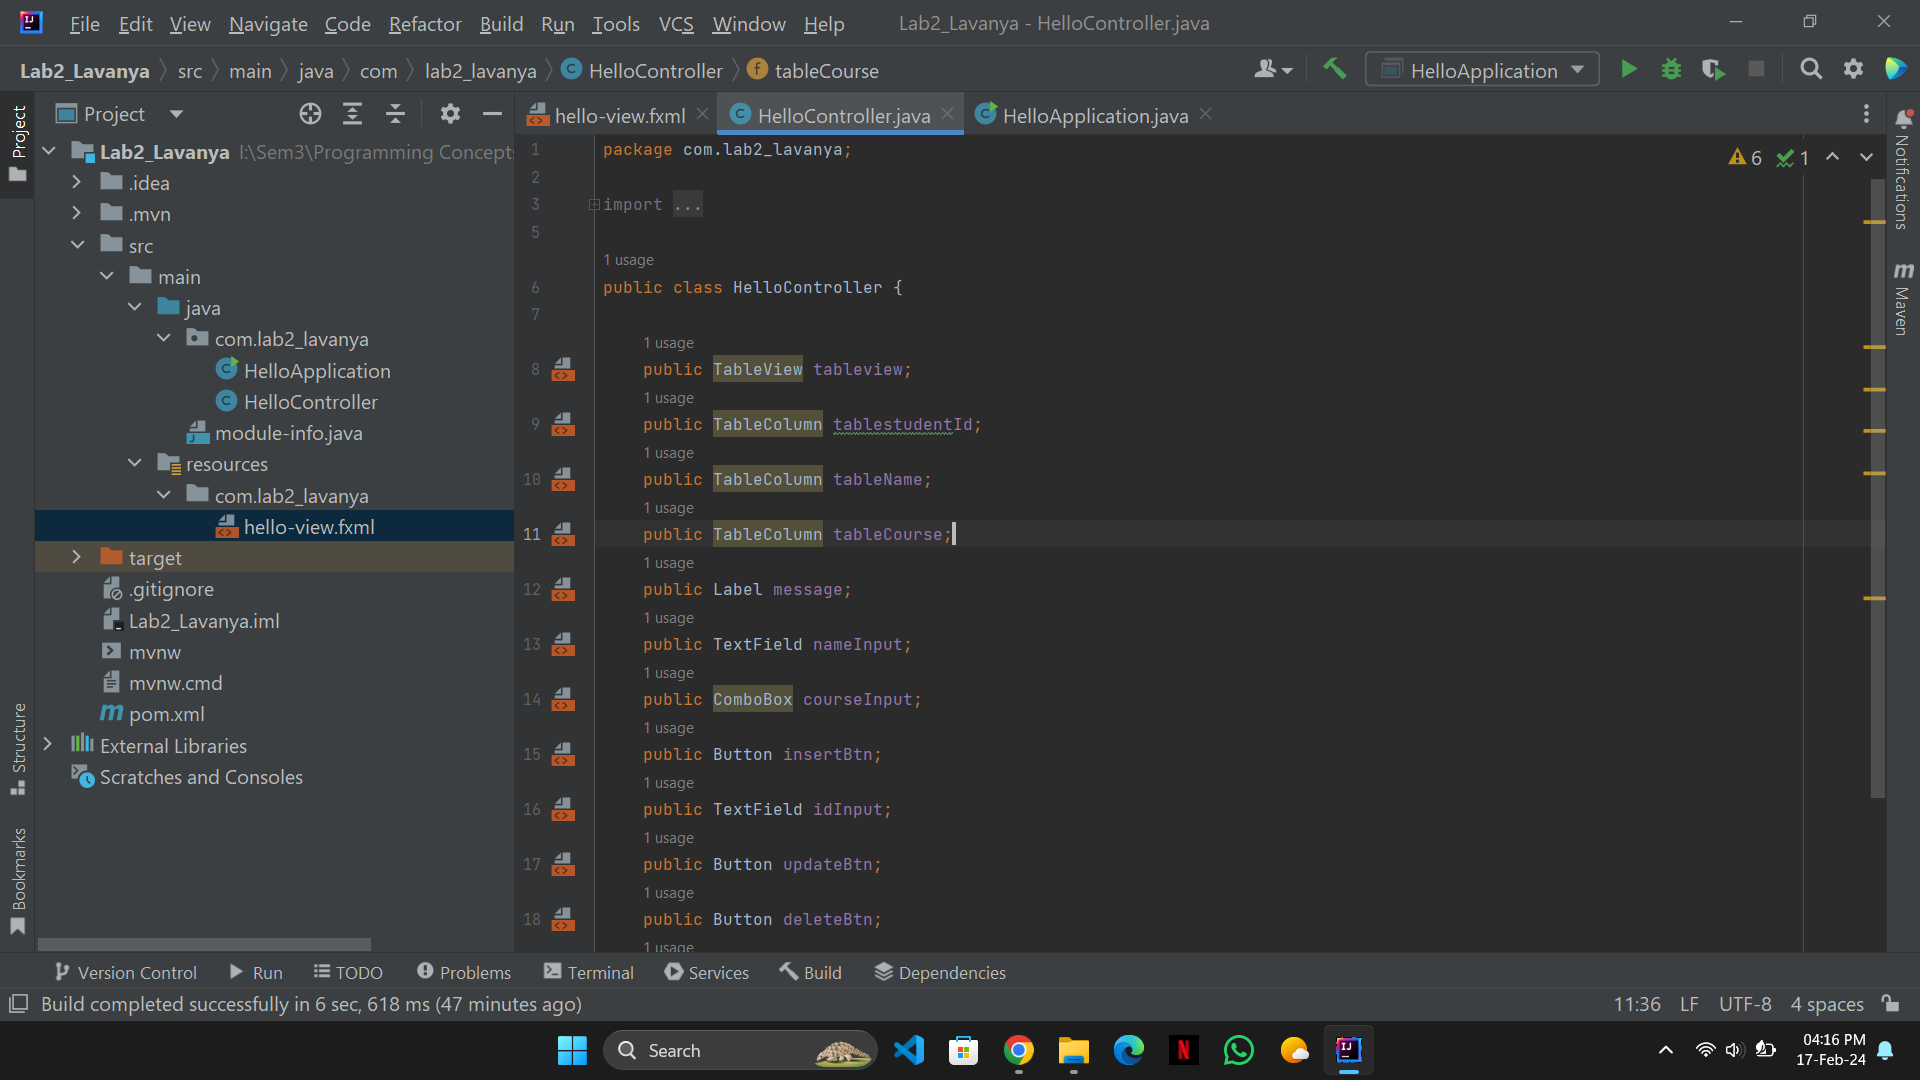 File Edit View Navigate Code Refactor Build Run Tools VCS Window Help Lab2_Lavanya - HelloController.java
Lab2_Lavanya src main java com lab2_lavanya HelloController tableCourse HelloApplication
Project
hello-view.fxml HelloController.java HelloApplication.java
Project
Structure
Bookmarks
Lab2_Lavanya I:\Sem3\Programming Concept
.idea
.mvn
src
main
java
com.lab2_lavanya
HelloApplication
HelloController
module-info.java
resources
com.lab2_lavanya
hello-view.fxml
target
.gitignore
Lab2_Lavanya.iml
mvnw
mvnw.cmd
pom.xml
External Libraries
Scratches and Consoles
6 1
1 package com.lab2_lavanya;
2
3 import ...
5
1 usage
6 public class HelloController {
7
1 usage
8 public TableView tableview;
1 usage
9 public TableColumn tablestudentId;
1 usage
10 public TableColumn tableName;
1 usage
11 public TableColumn tableCourse;
1 usage
12 public Label message;
1 usage
13 public TextField nameInput;
1 usage
14 public ComboBox courseInput;
1 usage
15 public Button insertBtn;
1 usage
16 public TextField idInput;
1 usage
17 public Button updateBtn;
1 usage
18 public Button deleteBtn;
1 usage
Notifications
Maven
Version Control Run TODO Problems Terminal Services Build Dependencies
Build completed successfully in 6 sec, 618 ms (47 minutes ago) 11:36 LF UTF-8 4 spaces
Search
04:16 PM
17-Feb-24